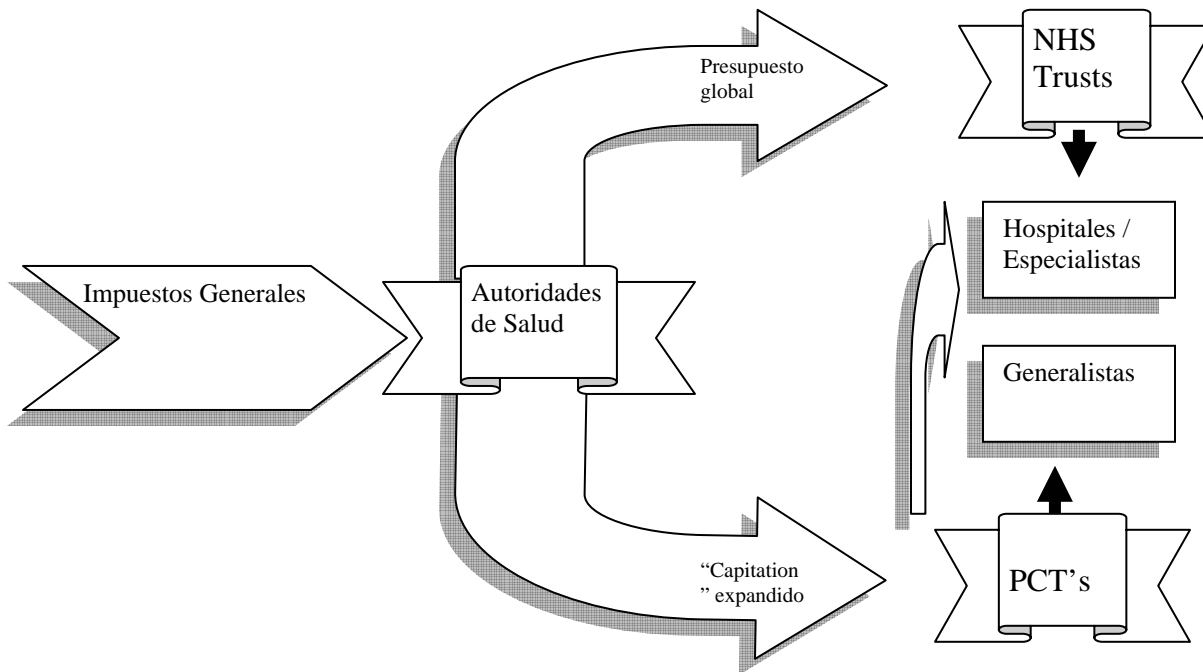 Presupuesto
global
NHS
Trusts
Hospitales /
Especialistas
Impuestos Generales
Autoridades
de Salud
Generalistas
“Capitation
” expandido
PCT’s